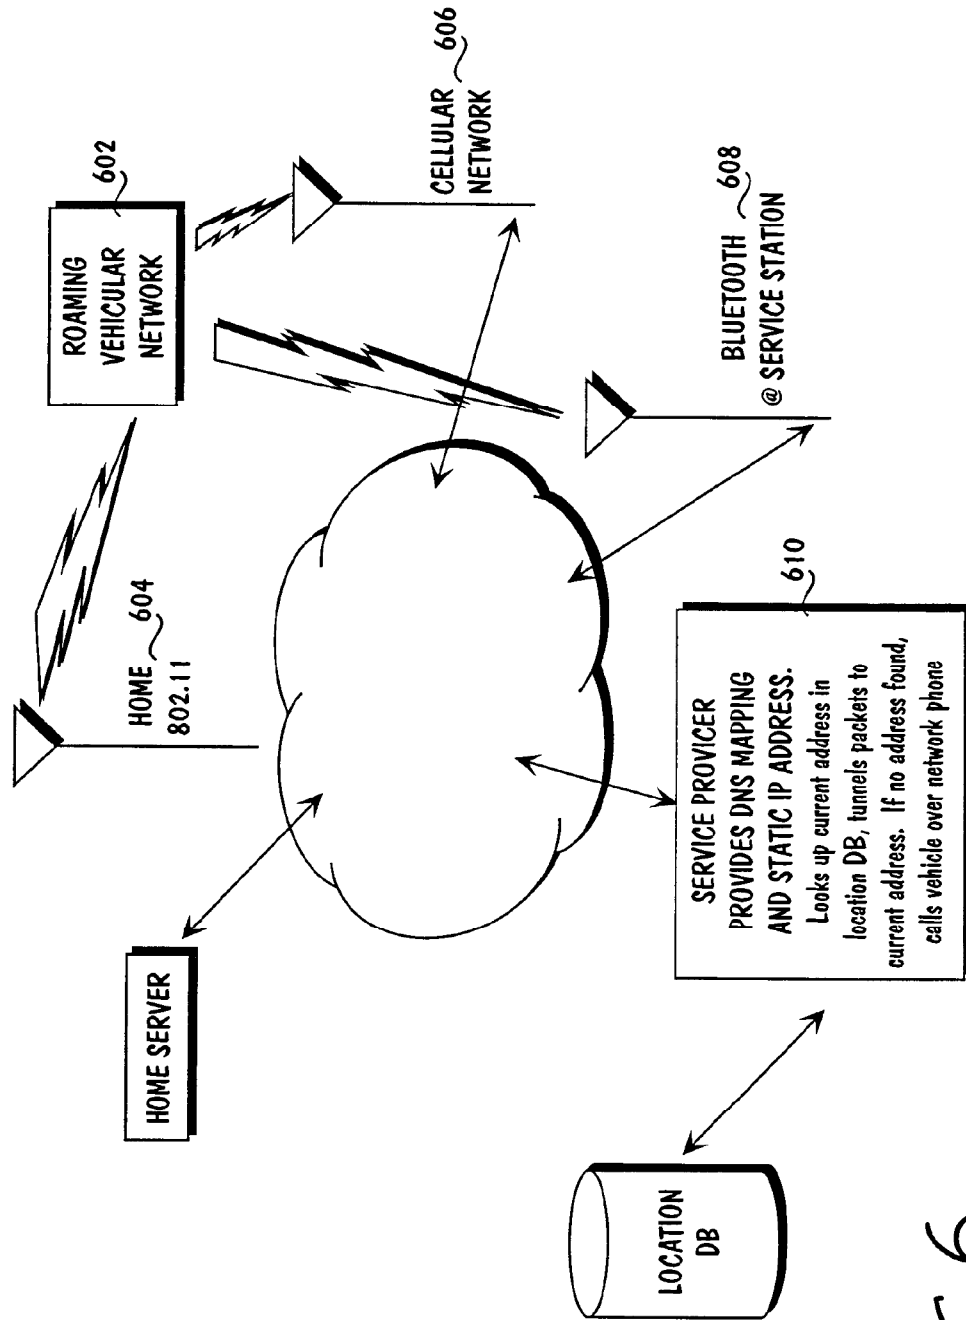 ROAMING
VEHICULAR
NETWORK
602
HOME 604
802.11
CELLULAR 606
NETWORK
HOME SERVER
BLUETOOTH 608
@ SERVICE STATION
610
SERVICE PROVICER
PROVIDES DNS MAPPING
AND STATIC IP ADDRESS.
Looks up current address in
location DB, tunnels packets to
current address. If no address found,
calls vehicle over network phone
LOCATION
DB